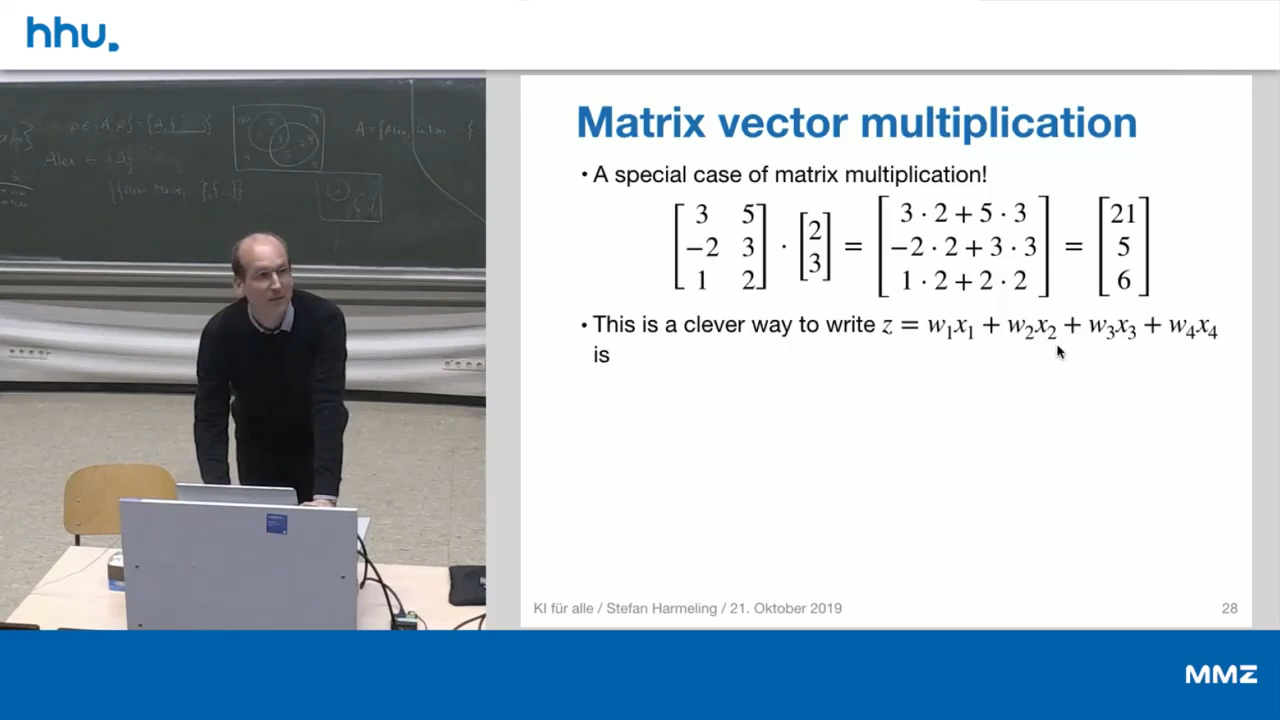 hhu.
A = {Alex,
Alex ∈
Matrix vector multiplication
• A special case of matrix multiplication!
[3 5; −2 3; 1 2] · [2; 3] = [3 · 2 + 5 · 3; −2 · 2 + 3 · 3; 1 · 2 + 2 · 2] = [21; 5; 6]
• This is a clever way to write z = w₁x₁ + w₂x₂ + w₃x₃ + w₄x₄
is
KI für alle / Stefan Harmeling / 21. Oktober 2019
28
MMZ